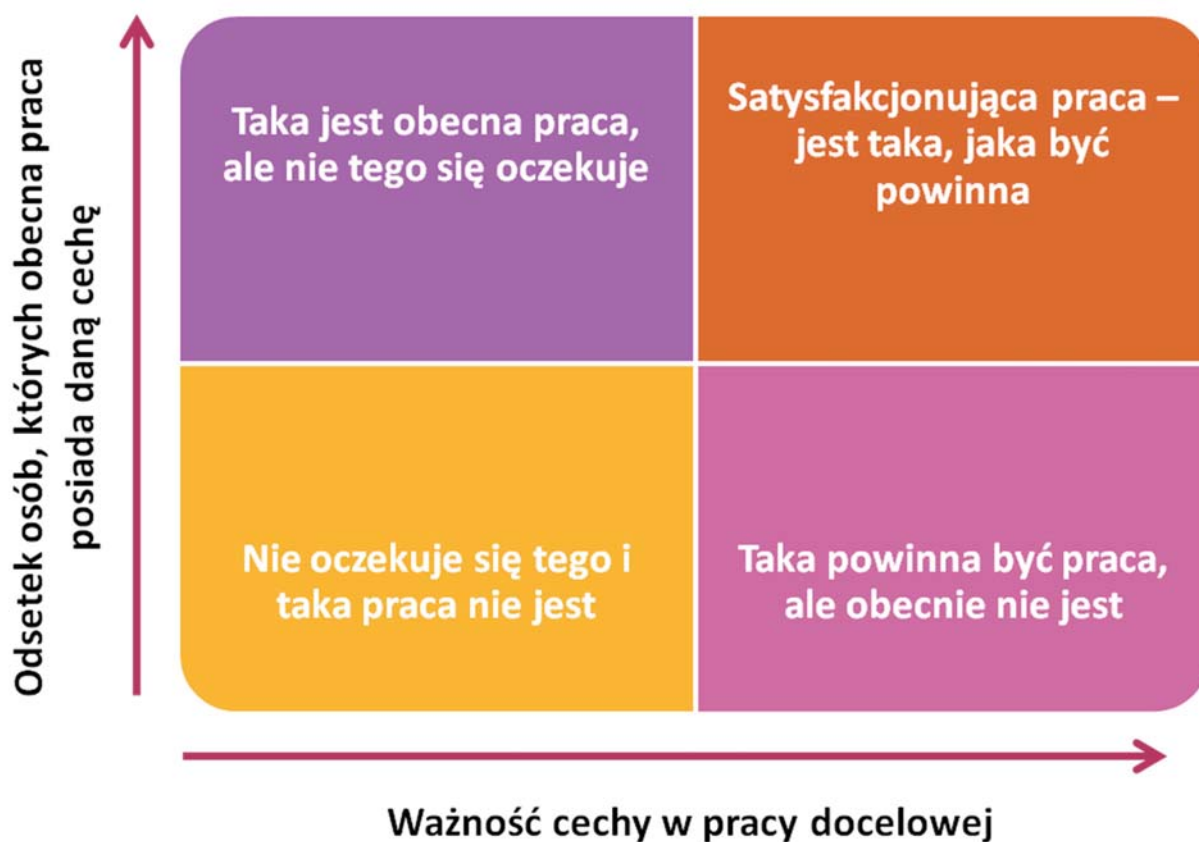 Odsetek osób, których obecna praca
posiada daną cechę
Taka jest obecna praca,
ale nie tego się oczekuje
Satysfakcjonująca praca –
jest taka, jaka być
powinna
Nie oczekuje się tego i
taka praca nie jest
Taka powinna być praca,
ale obecnie nie jest
Ważność cechy w pracy docelowej